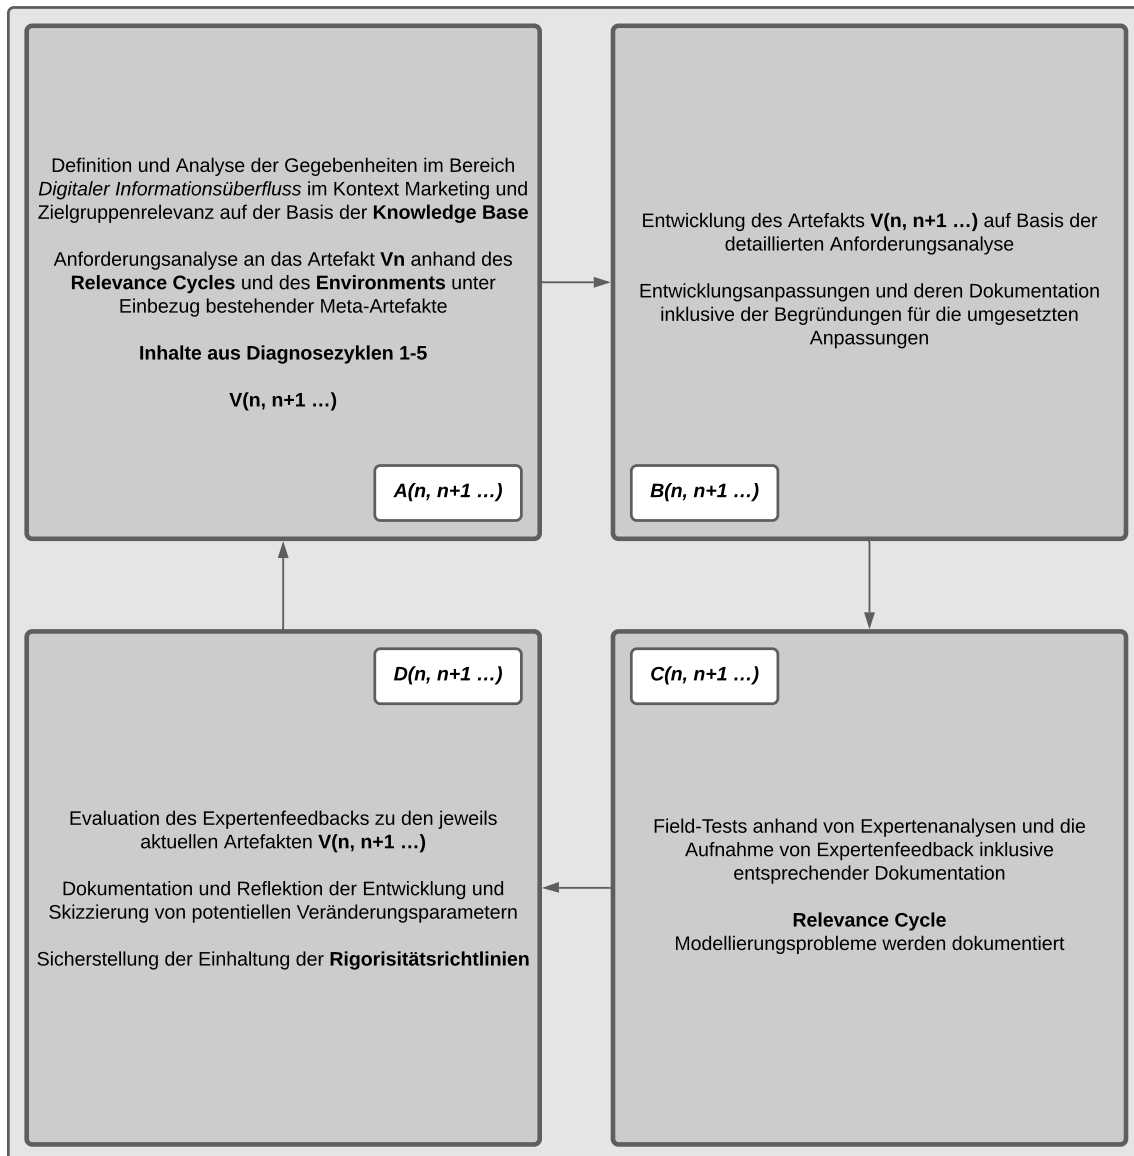 Definition und Analyse der Gegebenheiten im Bereich
Digitaler Informationsüberfluss im Kontext Marketing und
Zielgruppenrelevanz auf der Basis der Knowledge Base
Anforderungsanalyse an das Artefakt Vn anhand des
Relevance Cycles und des Environments unter
Einbezug bestehender Meta-Artefakte
Inhalte aus Diagnosezyklen 1-5
V(n, n+1 …)
A(n, n+1 …)
Entwicklung des Artefakts V(n, n+1 …) auf Basis der
detaillierten Anforderungsanalyse
Entwicklungsanpassungen und deren Dokumentation
inklusive der Begründungen für die umgesetzten
Anpassungen
B(n, n+1 …)
C(n, n+1 …)
Field-Tests anhand von Expertenanalysen und die
Aufnahme von Expertenfeedback inklusive
entsprechender Dokumentation
Relevance Cycle
Modellierungsprobleme werden dokumentiert
D(n, n+1 …)
Evaluation des Expertenfeedbacks zu den jeweils
aktuellen Artefakten V(n, n+1 …)
Dokumentation und Reflektion der Entwicklung und
Skizzierung von potentiellen Veränderungsparametern
Sicherstellung der Einhaltung der Rigorisitätsrichtlinien